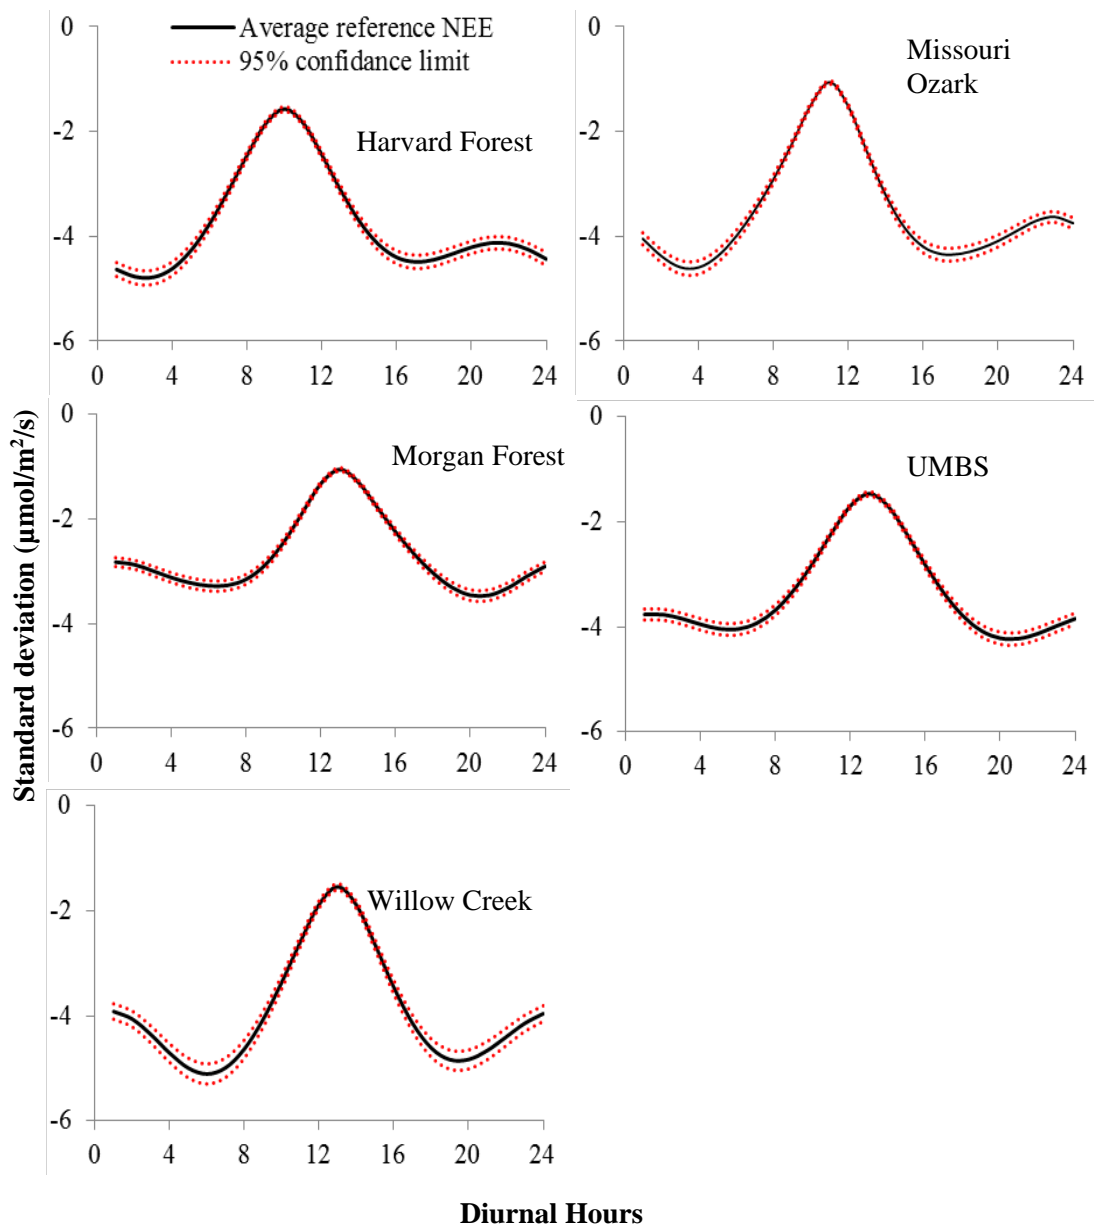 Average reference NEE
95% confidance limit
0
-2
-4
-6
Harvard Forest
0 4 8 12 16 20 24
0
-2
-4
-6
Missouri
Ozark
0 4 8 12 16 20 24
Standard deviation (µmol/m²/s)
0
-2
-4
-6
Morgan Forest
0 4 8 12 16 20 24
0
-2
-4
-6
UMBS
0 4 8 12 16 20 24
0
-2
-4
-6
Willow Creek
0 4 8 12 16 20 24
Diurnal Hours